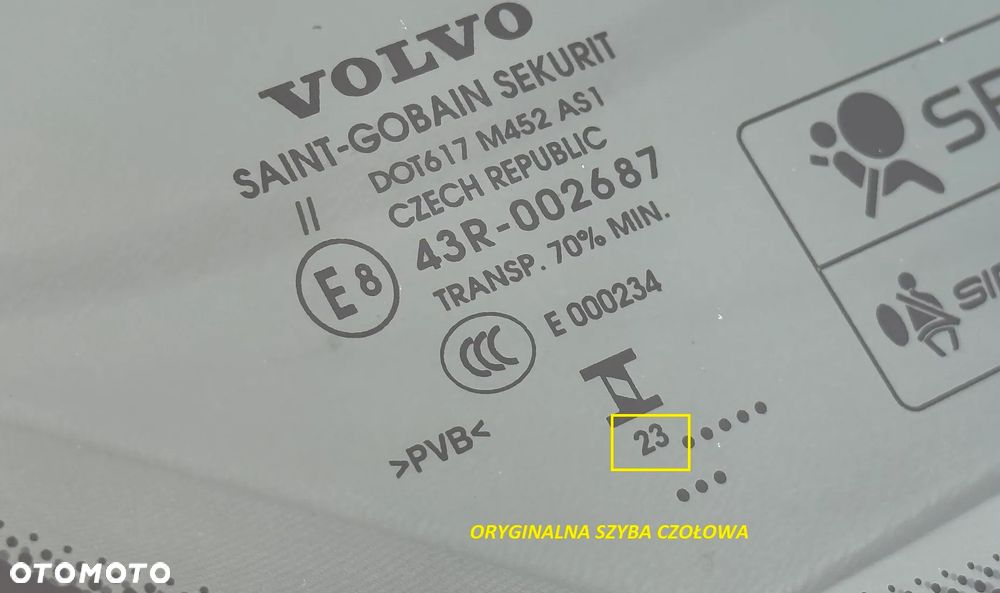 VOLVO
SAINT-GOBAIN SEKURIT
DOT617 M452 AS1
CZECH REPUBLIC
II
E8
43R-002687
TRANSP. 70% MIN.
CCC
E 000234
>PVB<
23
ORYGINALNA SZYBA CZOŁOWA
OTOMOTO